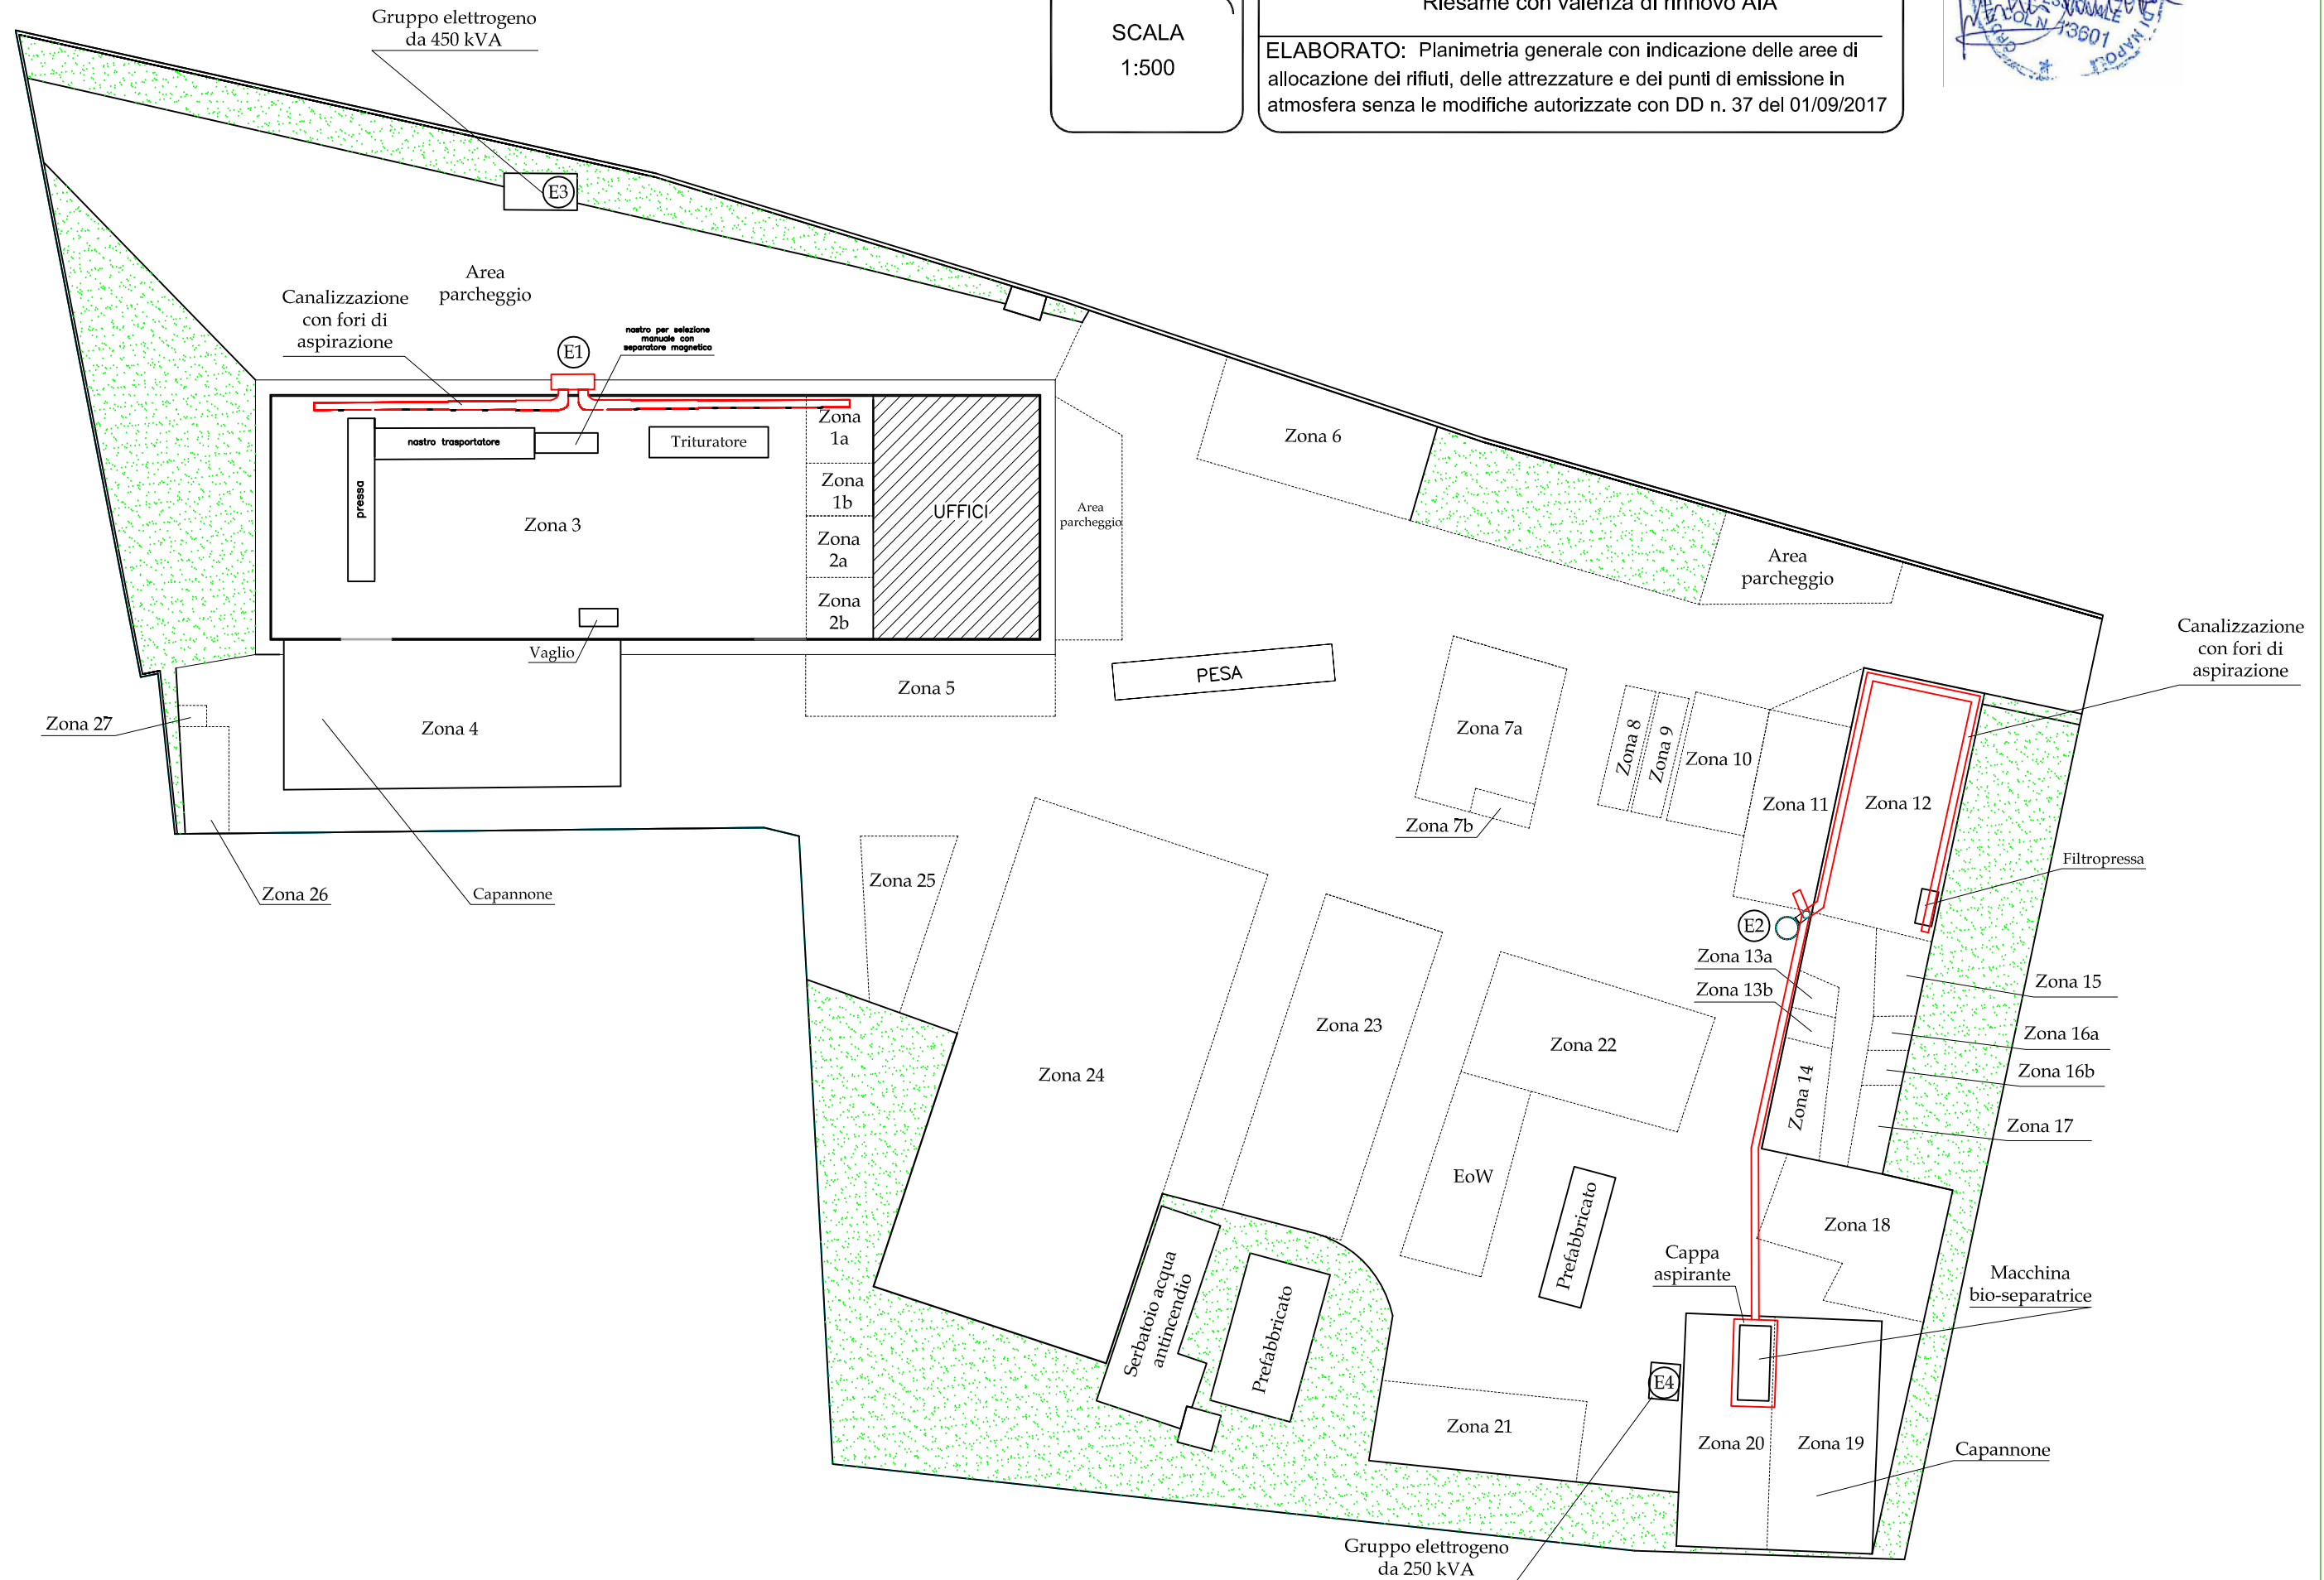 Riesame con valenza di rinnovo AIA
SCALA
1:500
ELABORATO: Planimetria generale con indicazione delle aree di
allocazione dei rifiuti, delle attrezzature e dei punti di emissione in
atmosfera senza le modifiche autorizzate con DD n. 37 del 01/09/2017
13601
Gruppo elettrogeno
da 450 kVA
E3
Area
parcheggio
Canalizzazione
con fori di
aspirazione
E1
nastro per selezione
manuale con
separatore magnetico
nastro trasportatore
pressa
Trituratore
Zona
1a
Zona
1b
Zona
2a
Zona
2b
UFFICI
Zona 3
Vaglio
Area
parcheggio
Zona 6
Area
parcheggio
Zona 4
Zona 5
PESA
Zona 27
Zona 26
Capannone
Zona 7a
Zona 7b
Zona 8
Zona 9
Zona 10
Zona 11
Zona 12
Canalizzazione
con fori di
aspirazione
Filtropressa
E2
Zona 13a
Zona 13b
Zona 14
Zona 15
Zona 16a
Zona 16b
Zona 17
Zona 18
Zona 25
Zona 24
Zona 23
Zona 22
EoW
Prefabbricato
Serbatoio acqua
antincendio
Prefabbricato
Cappa
aspirante
Macchina
bio-separatrice
E4
Zona 21
Zona 20
Zona 19
Capannone
Gruppo elettrogeno
da 250 kVA